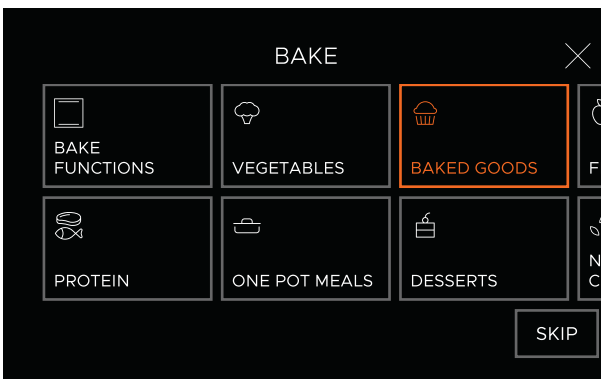 BAKE
BAKE
FUNCTIONS
VEGETABLES
BAKED GOODS
F
PROTEIN
ONE POT MEALS
DESSERTS
N
C
SKIP